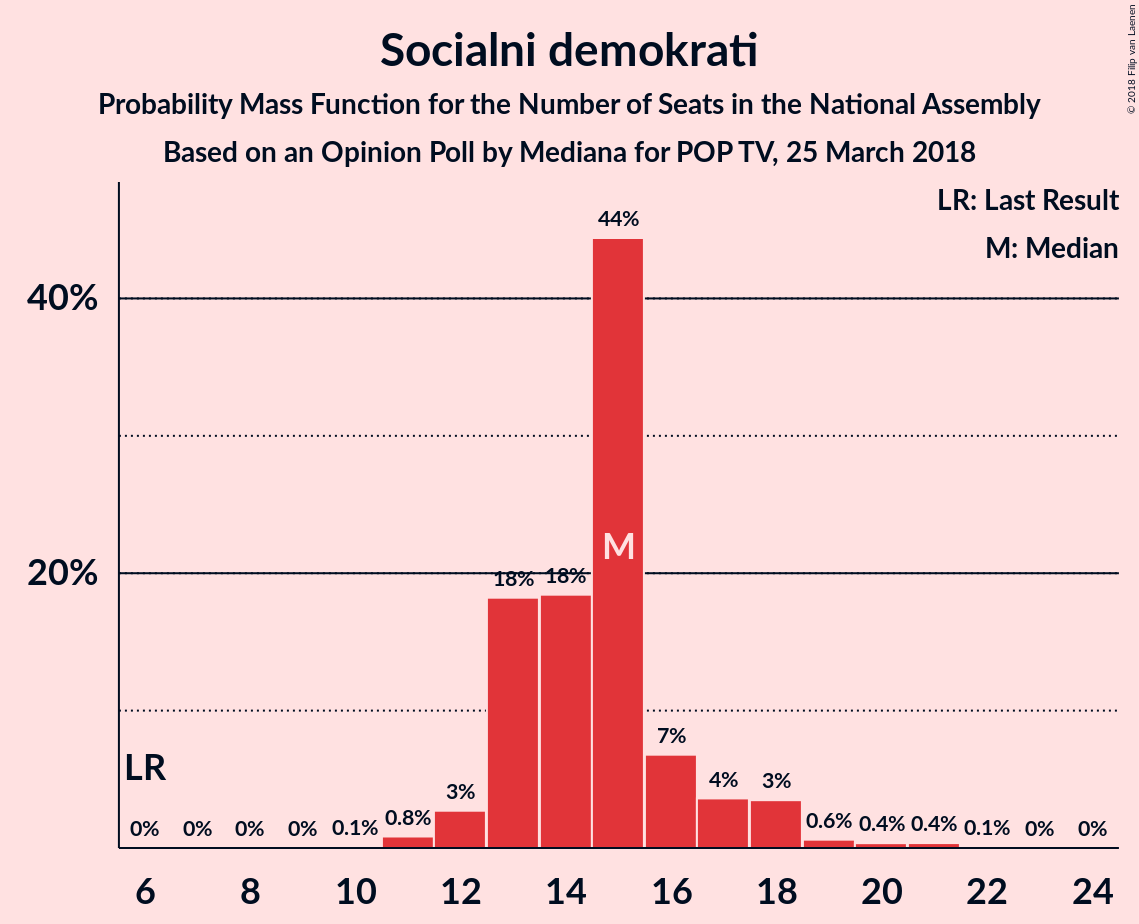 Socialni demokrati
Probability Mass Function for the Number of Seats in the National Assembly
Based on an Opinion Poll by Mediana for POP TV, 25 March 2018
© 2018 Filip van Laenen
LR: Last Result
M: Median
40%
20%
44%
M
18% 18%
LR
0% 0% 0% 0% 0.1% 0.8% 3% 7% 4% 3% 0.6% 0.4% 0.4% 0.1% 0% 0%
6 8 10 12 14 16 18 20 22 24